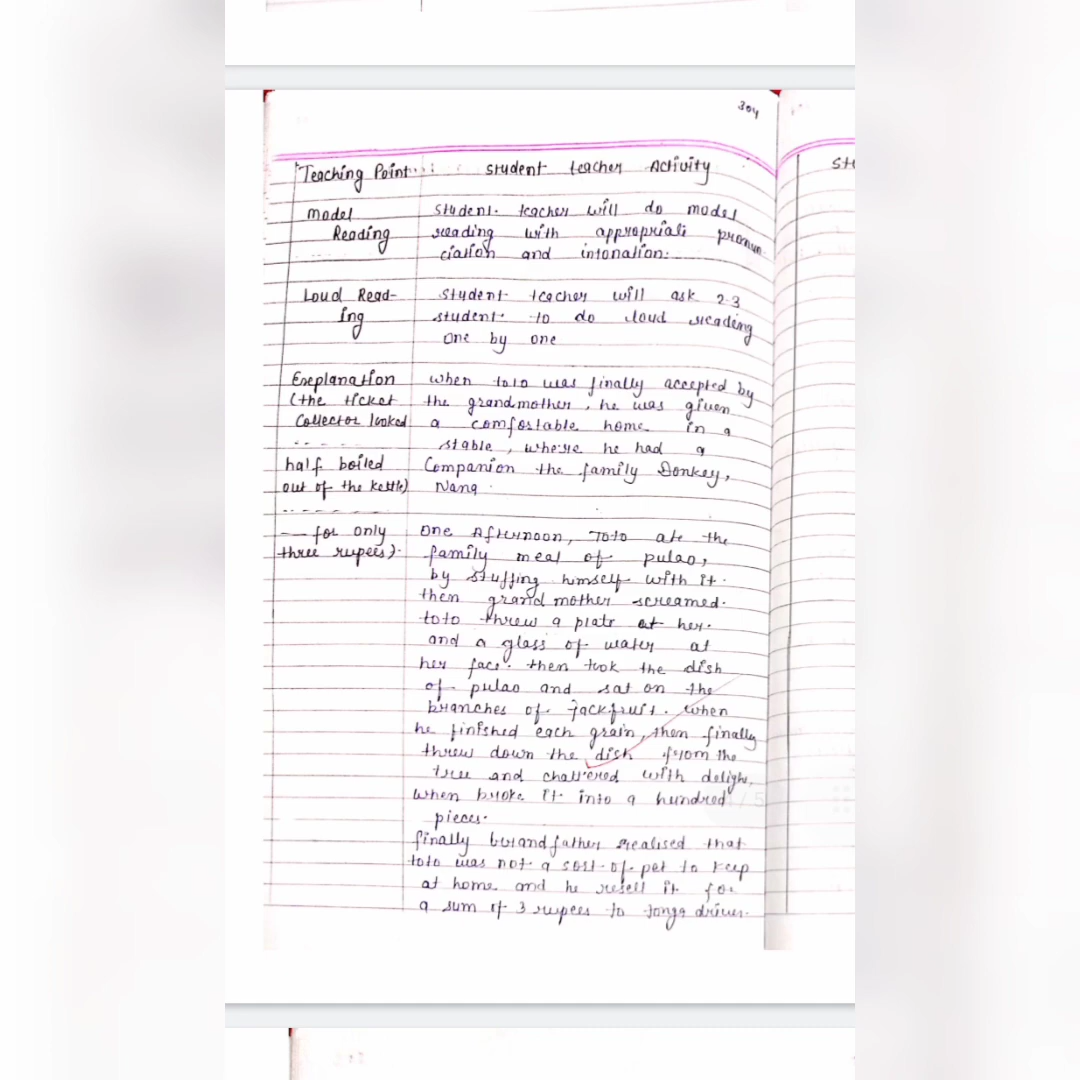 304
Teaching Point
Student teacher Activity
Model
Reading
Student teacher will do model
reading with appropriate pronun-
ciation and intonation.
Loud Read-
ing
Student teacher will ask 2-3
student to do loud reading
one by one
Explanation
(the ticket
Collector looked
- - - - -
half boiled
out of the kettle)
- - - - - - -
— for only
three rupees).
when toto was finally accepted by
the grandmother, he was given
a comfortable home in a
stable, where he had a
Companion the family Donkey,
Nana.
One Afternoon, Toto ate the
family meal of pulao,
by stuffing himself with it.
then grand mother screamed.
toto threw a plate at her.
and a glass of water at
her face. then took the dish
of pulao and sat on the
branches of Jackfruit. when
he finished each grain, then finally
threw down the dish from the
tree and chattered with delight,
when broke it into a hundred
pieces.
finally Grand father realised that
toto was not a sort of pet to keep
at home and he resell it for
a sum of 3 rupees to tonga driver.